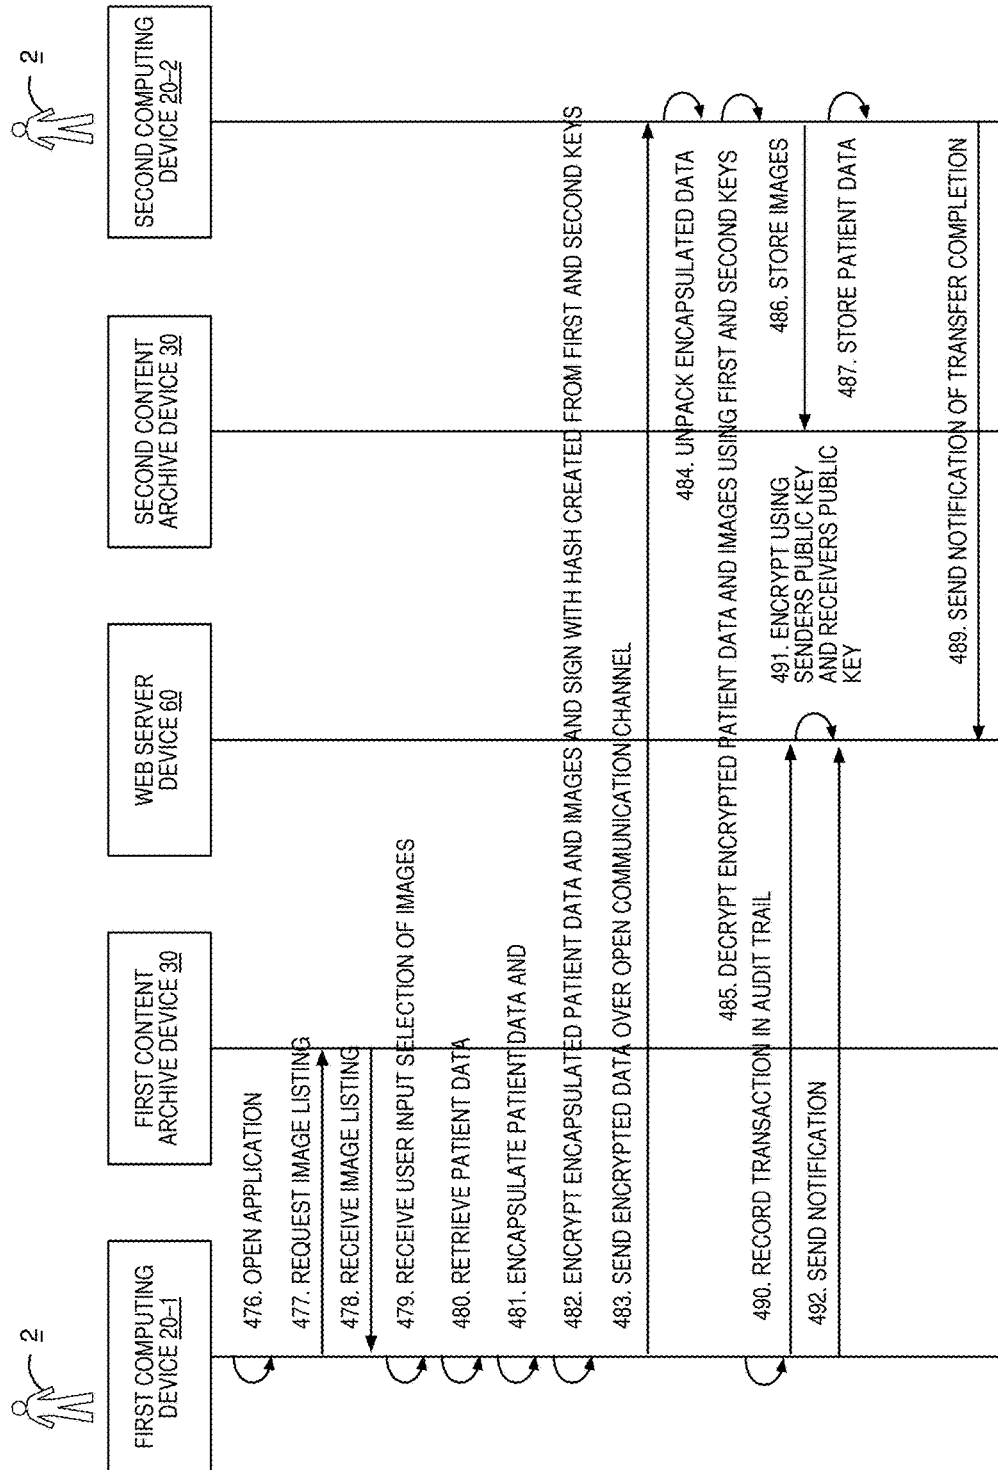 2
2
FIRST COMPUTING
DEVICE 20-1
FIRST CONTENT
ARCHIVE DEVICE 30
WEB SERVER
DEVICE 60
SECOND CONTENT
ARCHIVE DEVICE 30
SECOND COMPUTING
DEVICE 20-2
476. OPEN APPLICATION
477. REQUEST IMAGE LISTING
478. RECEIVE IMAGE LISTING
479. RECEIVE USER INPUT SELECTION OF IMAGES
480. RETRIEVE PATIENT DATA
481. ENCAPSULATE PATIENT DATA AND
482. ENCRYPT ENCAPSULATED PATIENT DATA AND IMAGES AND SIGN WITH HASH CREATED FROM FIRST AND SECOND KEYS
483. SEND ENCRYPTED DATA OVER OPEN COMMUNICATION CHANNEL
484. UNPACK ENCAPSULATED DATA
485. DECRYPT ENCRYPTED PATIENT DATA AND IMAGES USING FIRST AND SECOND KEYS
490. RECORD TRANSACTION IN AUDIT TRAIL
491. ENCRYPT USING
SENDERS PUBLIC KEY
AND RECEIVERS PUBLIC
KEY
486. STORE IMAGES
492. SEND NOTIFICATION
487. STORE PATIENT DATA
489. SEND NOTIFICATION OF TRANSFER COMPLETION